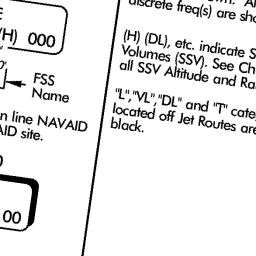 (H) 000
FSS
Name
n line NAVAID
AID site.
00
discrete freq(s) are sho
(H) (DL), etc. indicate S
Volumes (SSV). See Ch
all SSV Altitude and Ra
"L","VL","DL" and "T" cate
located off Jet Routes are
black.